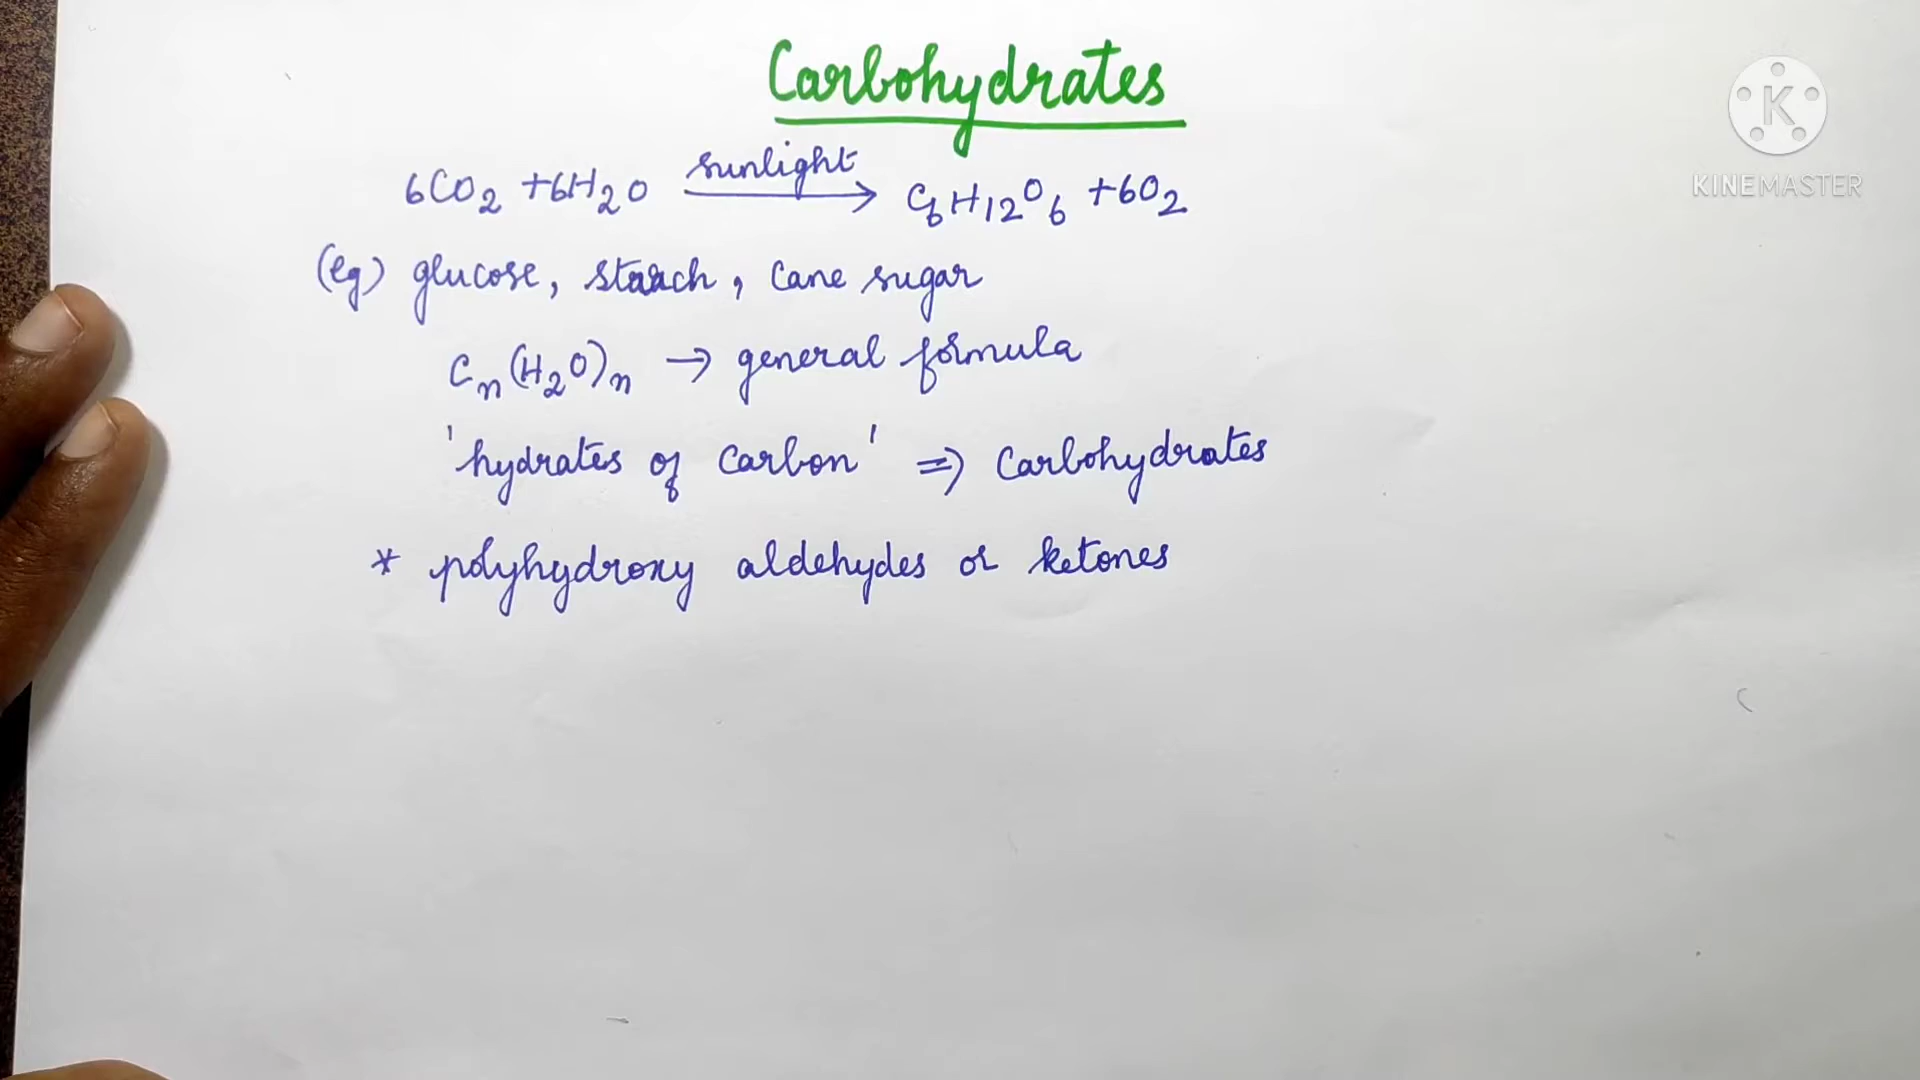 Carbohydrates
K
KINEMASTER
6CO2 +6H2O sunlight → C6H12O6 +6O2
(eg) glucose, starch, cane sugar
Cn(H2O)n → general formula
'hydrates of carbon' ⇒ Carbohydrates
* polyhydroxy aldehydes or ketones